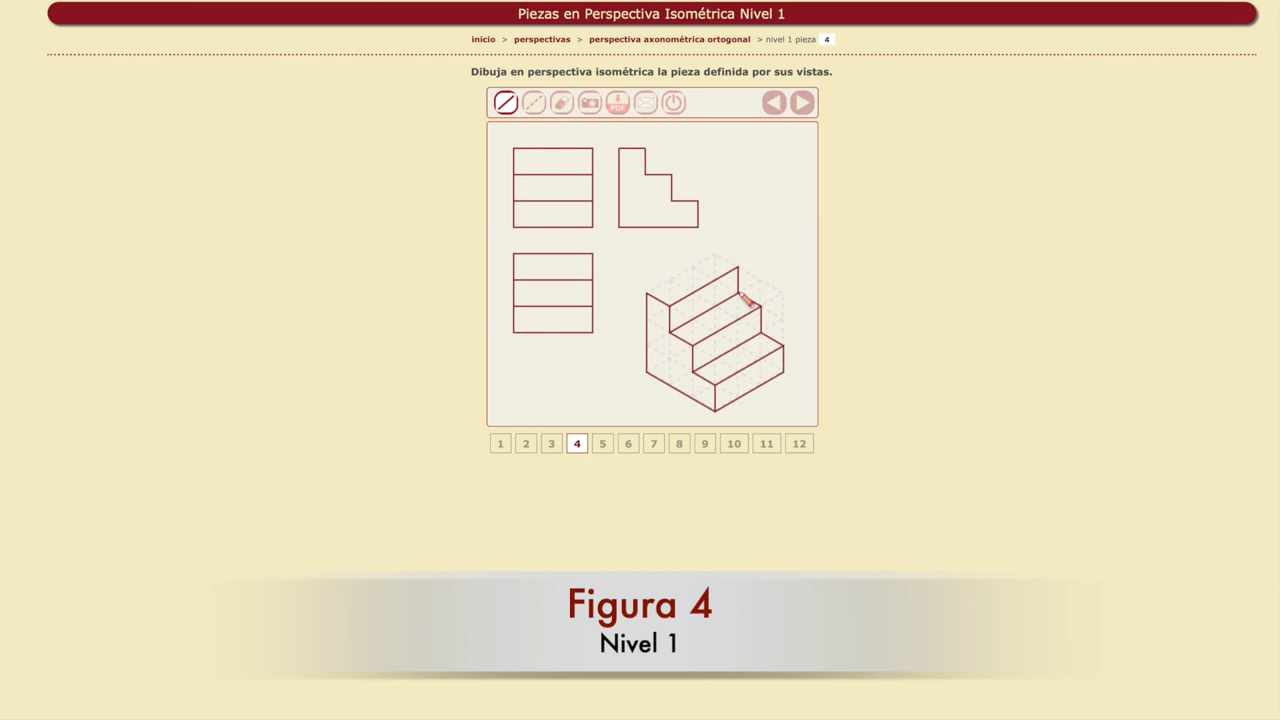 Piezas en Perspectiva Isométrica Nivel 1
inicio > perspectivas > perspectiva axonométrica ortogonal > nivel 1 pieza 4
Dibuja en perspectiva isométrica la pieza definida por sus vistas.
PDF
1 2 3 4 5 6 7 8 9 10 11 12
Figura 4
Nivel 1